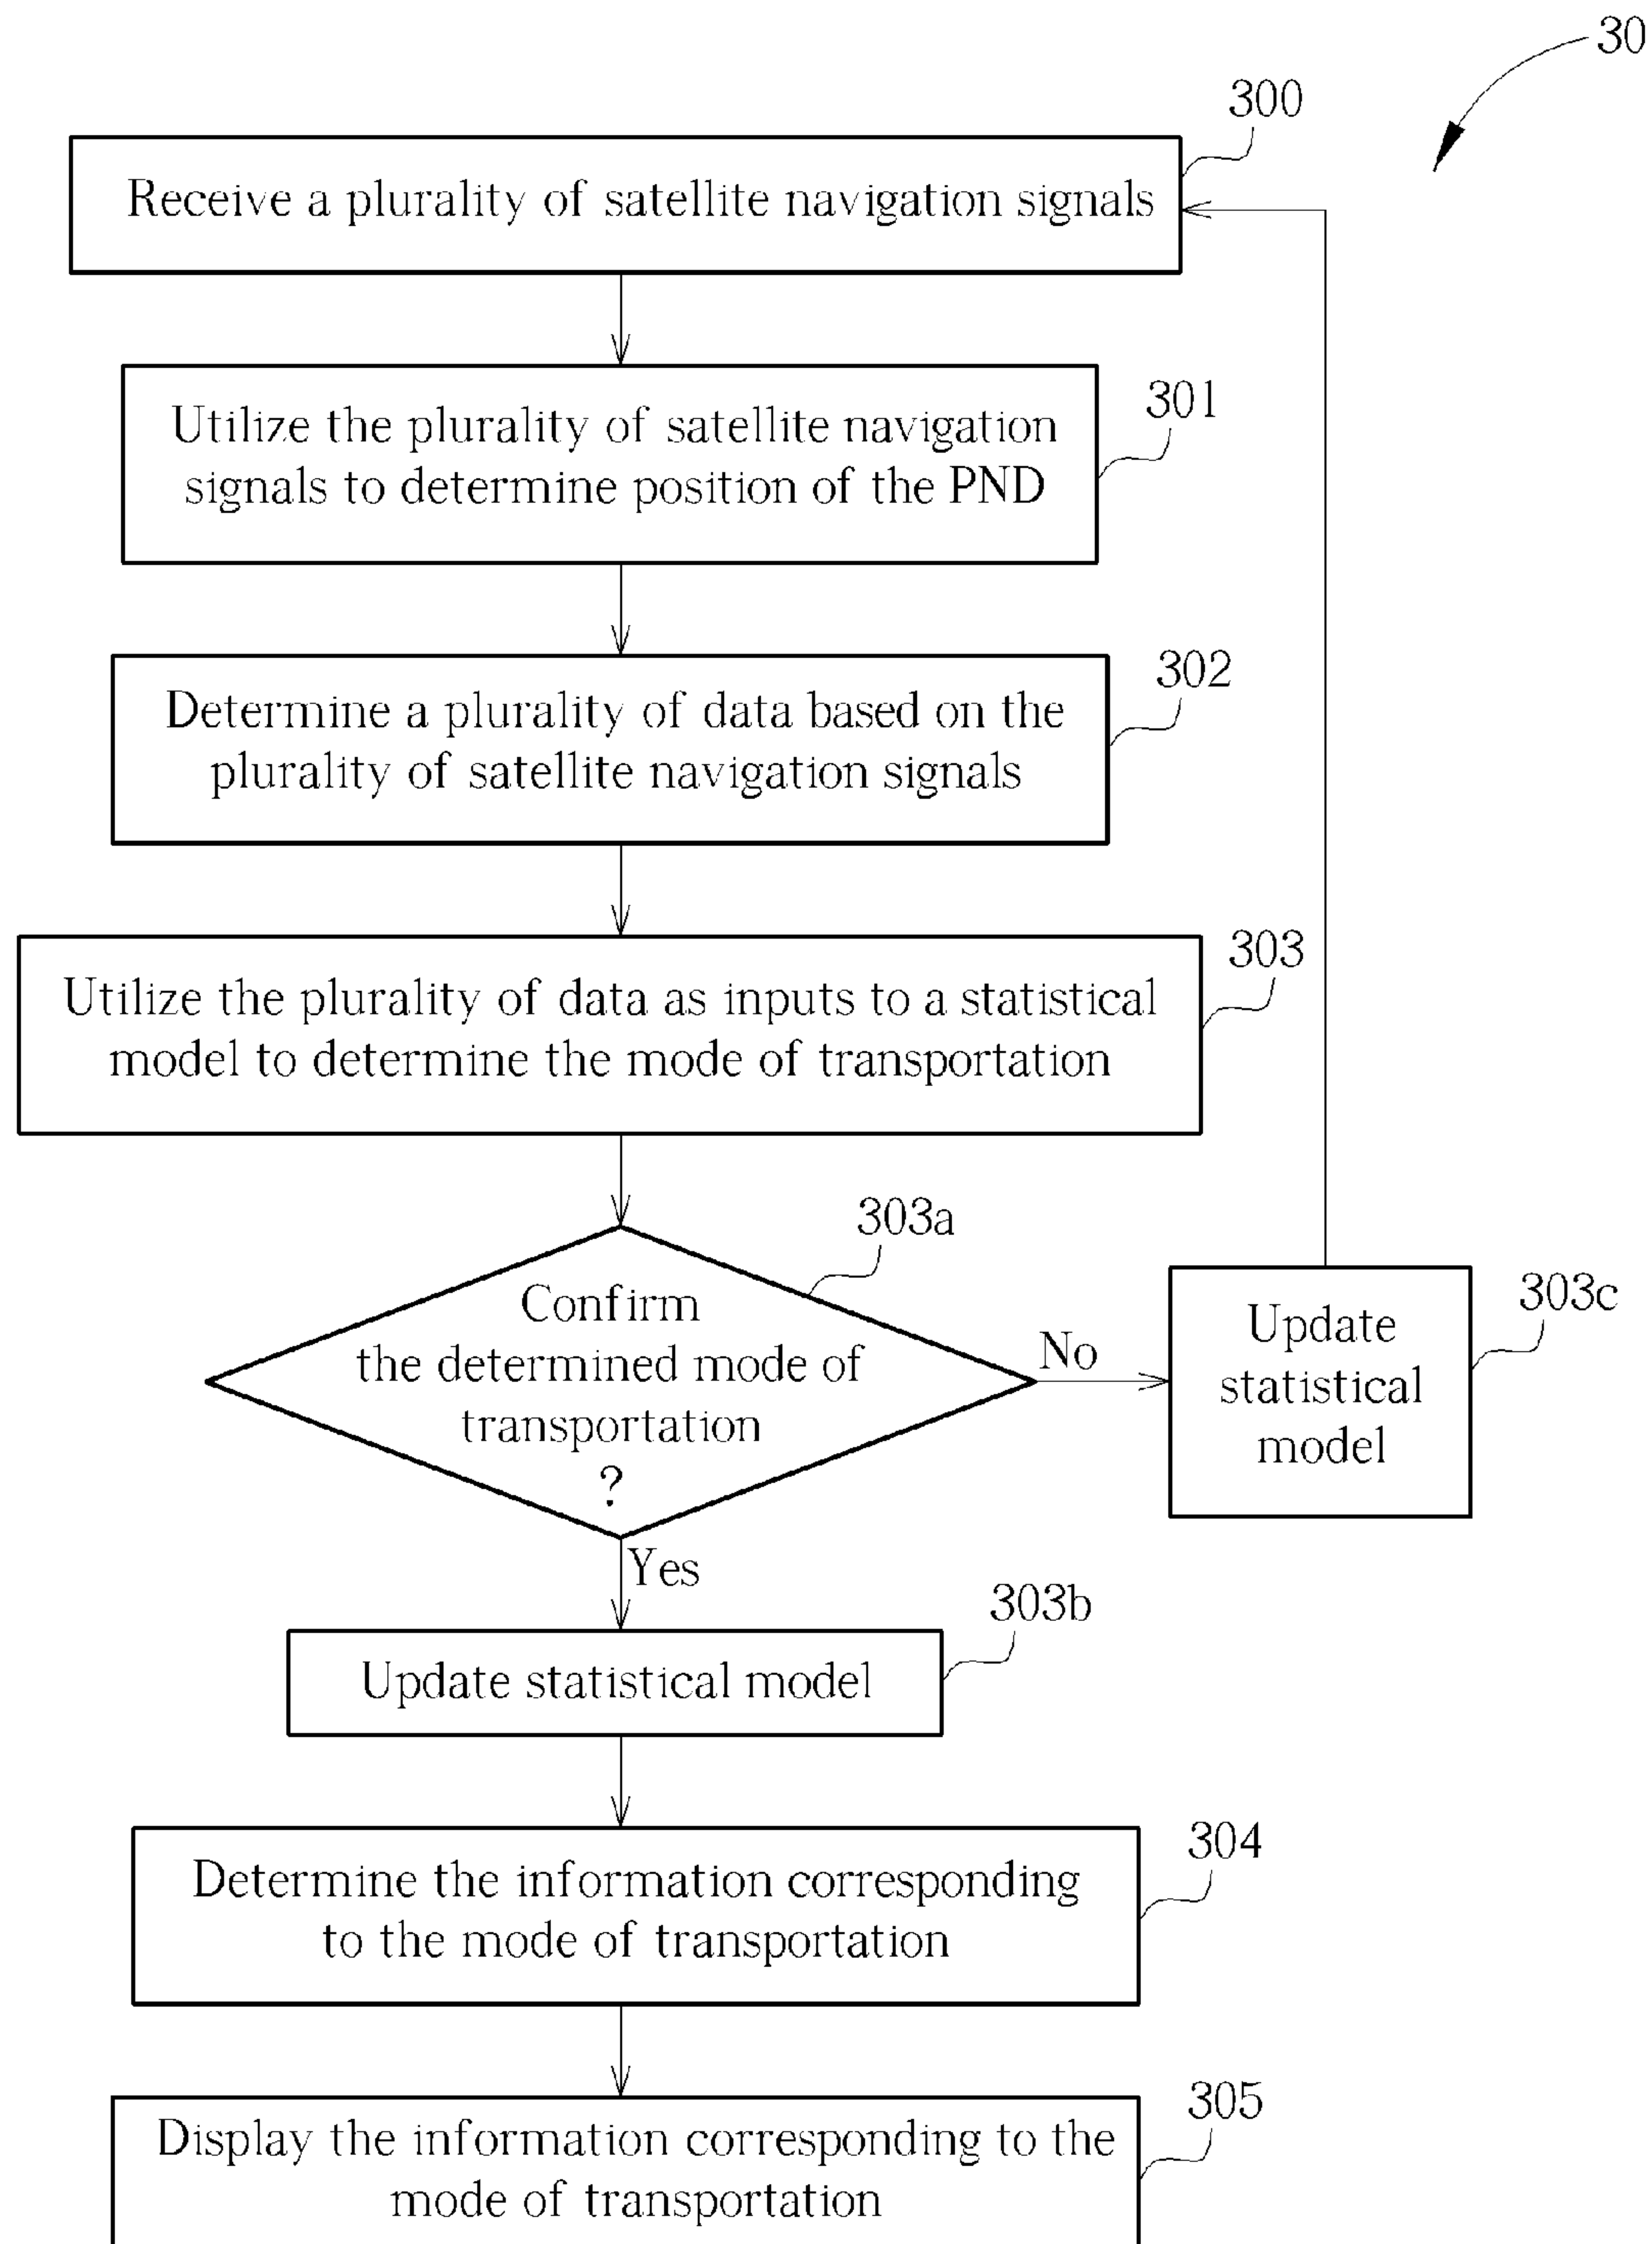 30
300
Receive a plurality of satellite navigation signals
301
Utilize the plurality of satellite navigation
signals to determine position of the PND
302
Determine a plurality of data based on the
plurality of satellite navigation signals
303
Utilize the plurality of data as inputs to a statistical
model to determine the mode of transportation
303a
Confirm
the determined mode of
transportation
?
No
303c
Update
statistical
model
Yes
303b
Update statistical model
304
Determine the information corresponding
to the mode of transportation
305
Display the information corresponding to the
mode of transportation